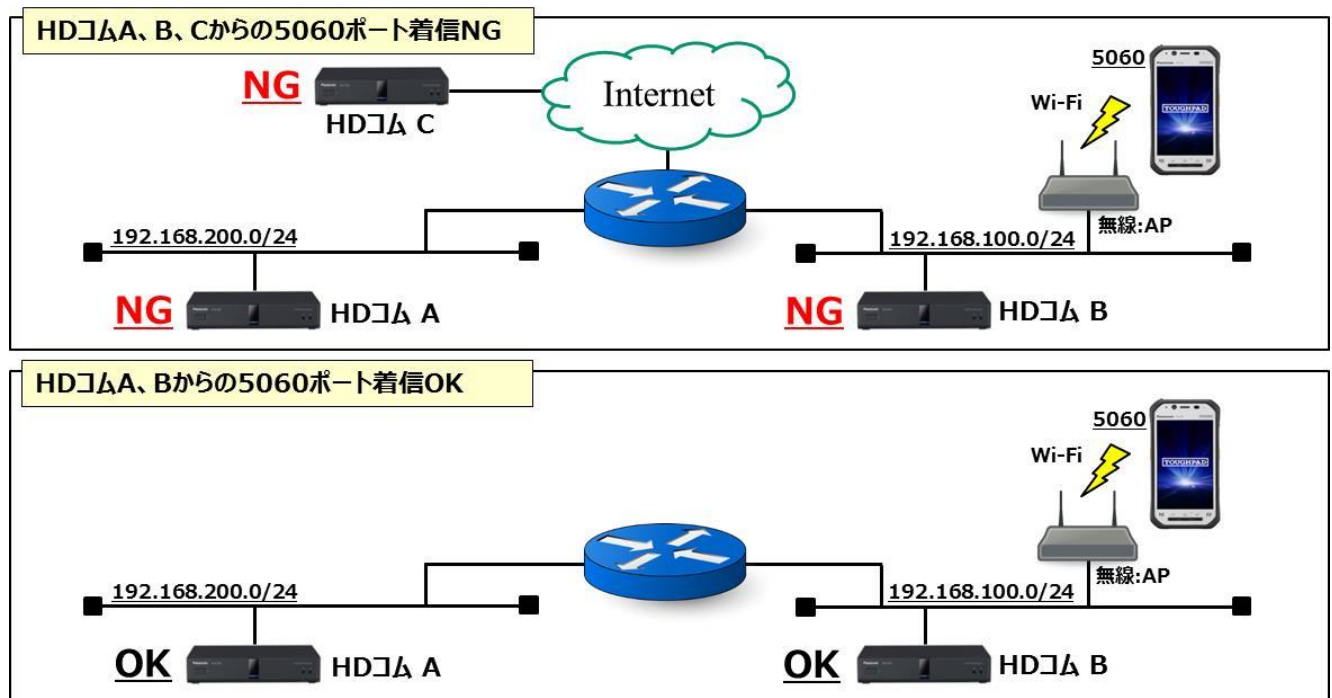 HDコムA、B、Cからの5060ポート着信NG
NG
HDコム C
Internet
5060
Wi-Fi
TOUGHPAD
無線:AP
192.168.200.0/24
192.168.100.0/24
NG
HDコム A
NG
HDコム B
HDコムA、Bからの5060ポート着信OK
5060
Wi-Fi
TOUGHPAD
無線:AP
192.168.200.0/24
192.168.100.0/24
OK
HDコム A
OK
HDコム B